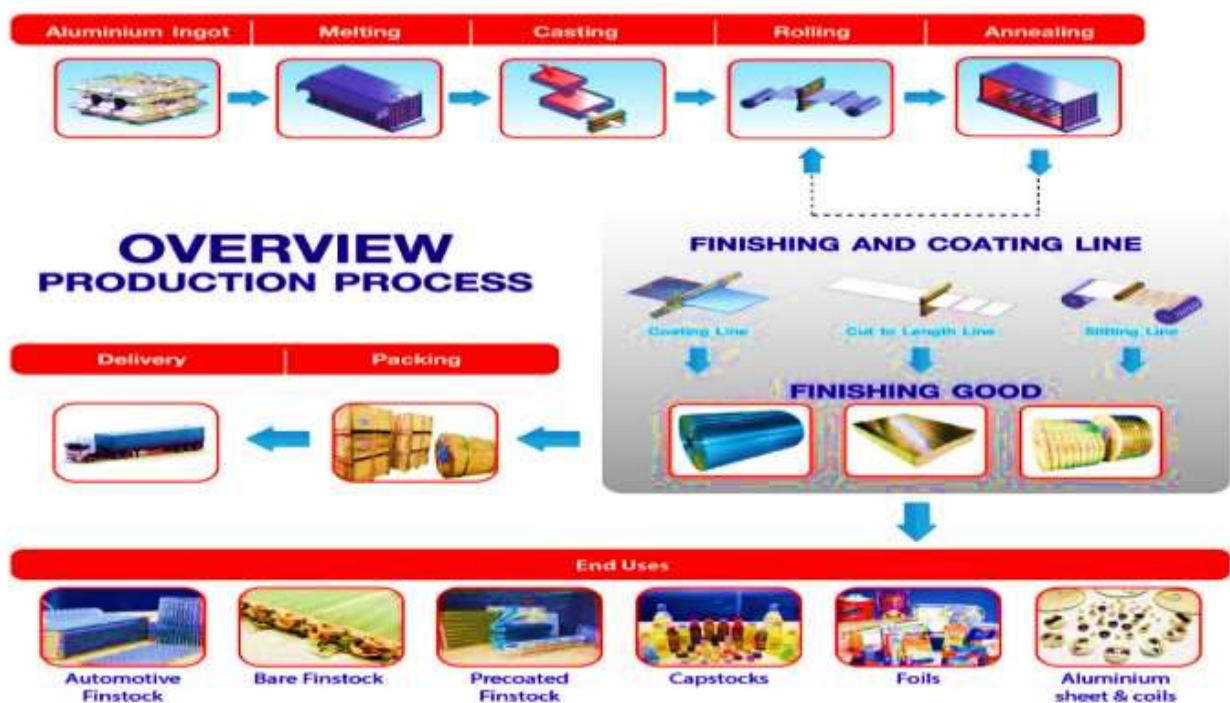 Aluminium Ingot
Melting
Casting
Rolling
Annealing
OVERVIEW
PRODUCTION PROCESS
FINISHING AND COATING LINE
Coating Line
Cut to Length Line
Slitting Line
Delivery
Packing
FINISHING GOOD
End Uses
Automotive
Finstock
Bare Finstock
Precoated
Finstock
Capstocks
Foils
Aluminium
sheet & coils